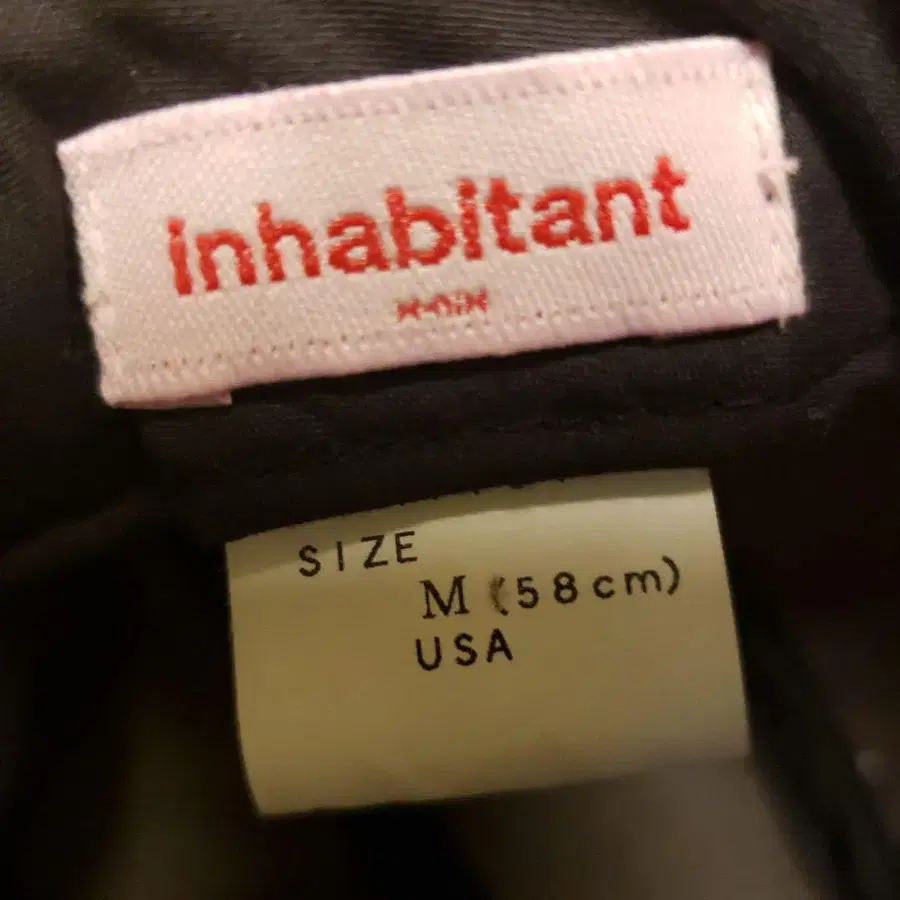 inhabitant
SIZE
M (58cm)
USA